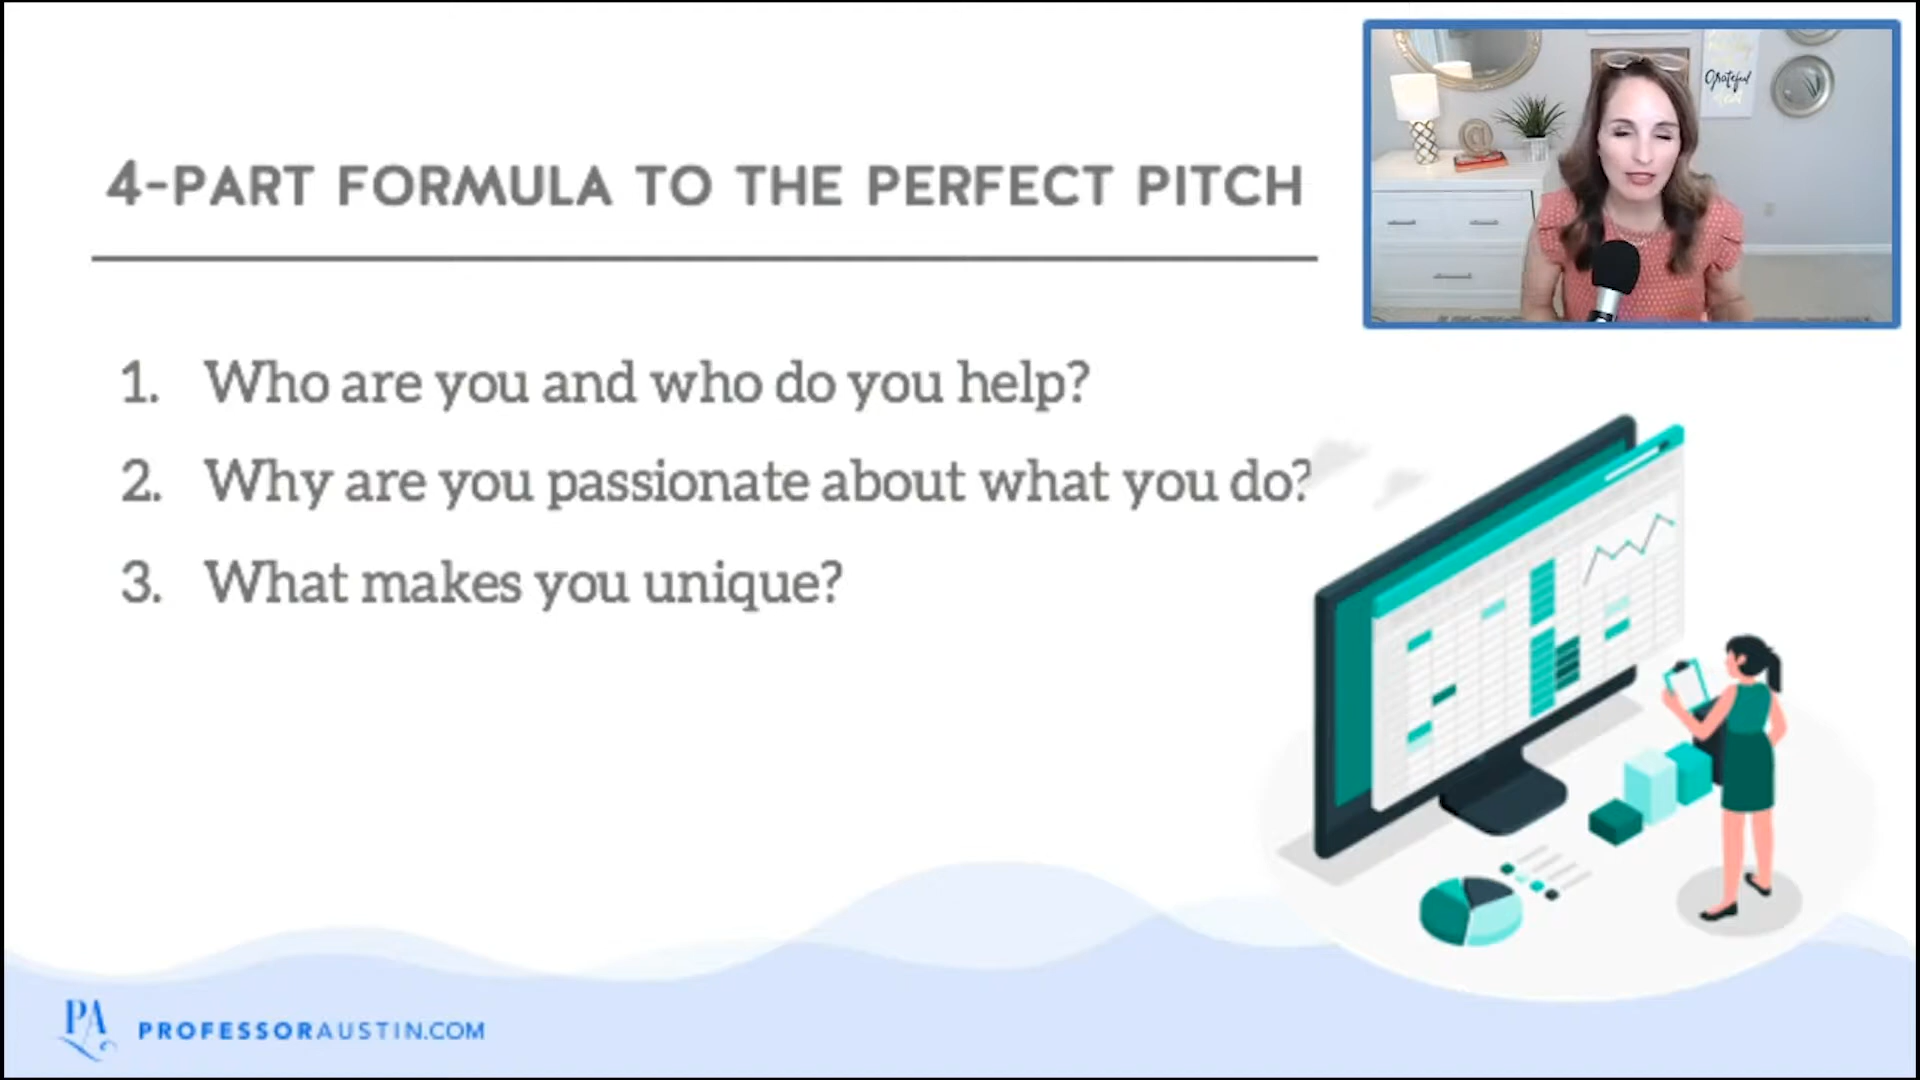 4-PART FORMULA TO THE PERFECT PITCH
1. Who are you and who do you help?
2. Why are you passionate about what you do?
3. What makes you unique?
Grateful
PA
PROFESSORAUSTIN.COM